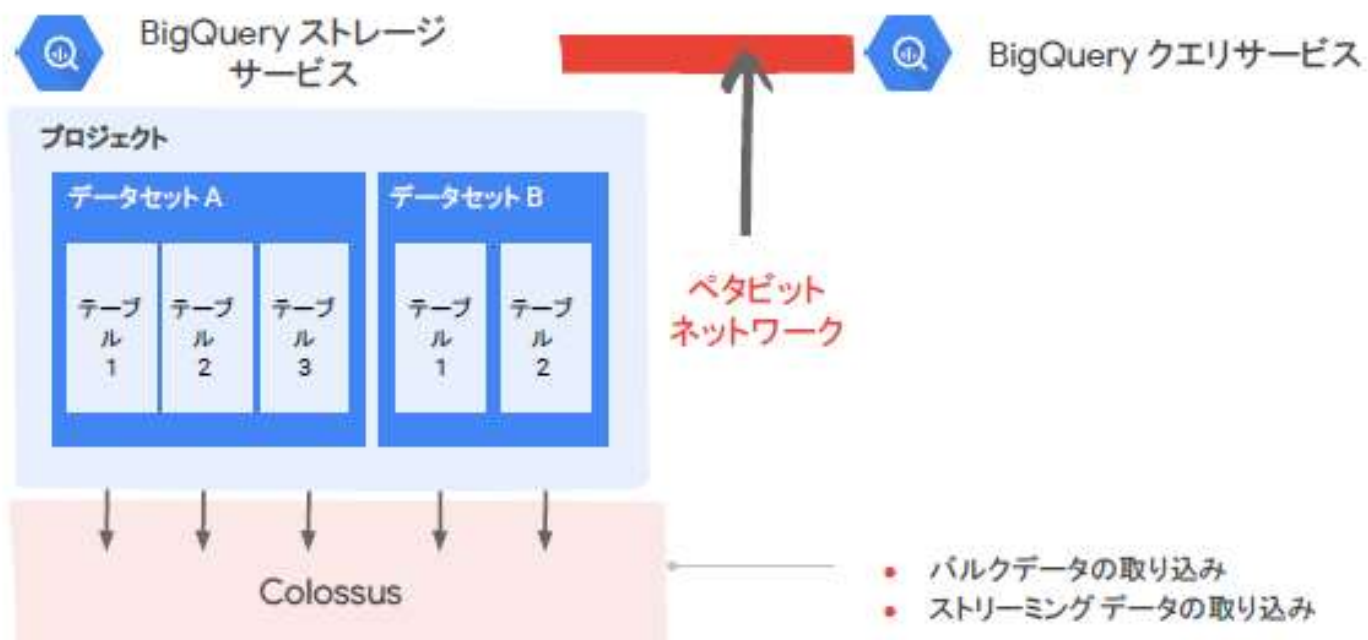 BigQuery ストレージ
サービス
BigQuery クエリサービス
プロジェクト
データセット A
データセット B
テーブ
ル
1
テーブ
ル
2
テーブ
ル
3
テーブ
ル
1
テーブ
ル
2
ペタビット
ネットワーク
Colossus
バルクデータの取り込み
ストリーミング データの取り込み